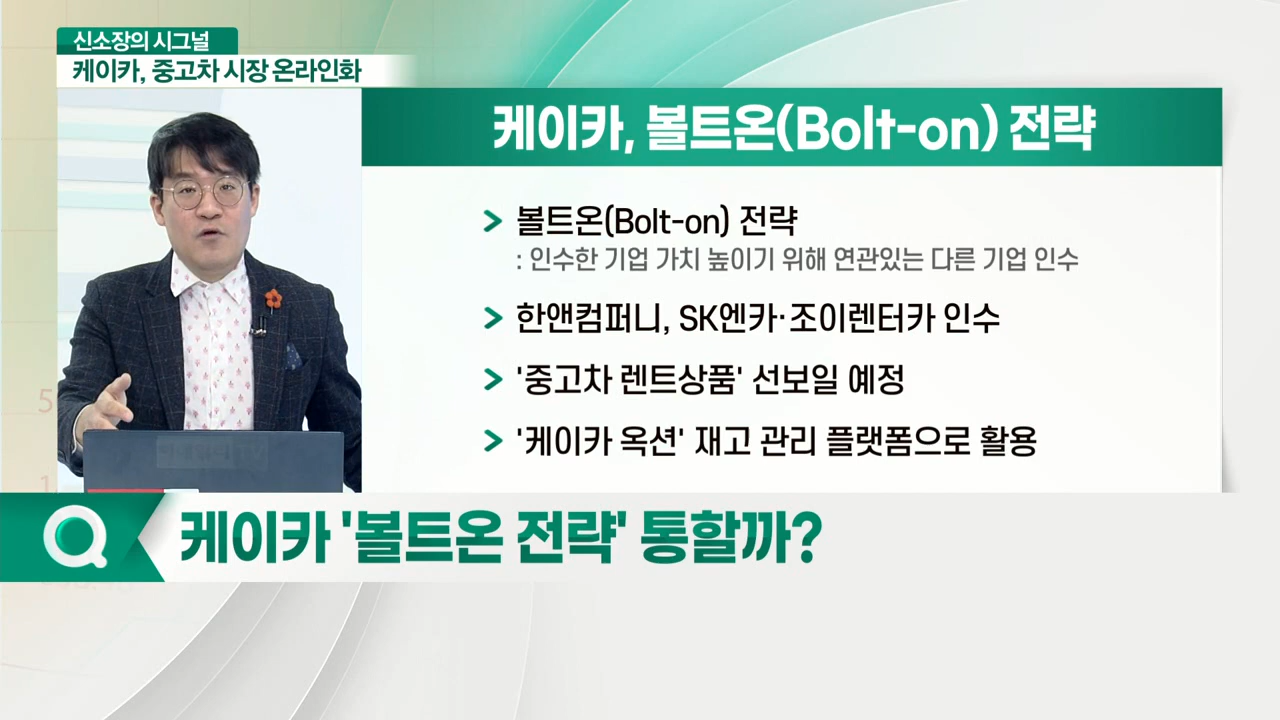 신소장의 시그널
케이카, 중고차 시장 온라인화
케이카, 볼트온(Bolt-on) 전략
> 볼트온(Bolt-on) 전략
: 인수한 기업 가치 높이기 위해 연관있는 다른 기업 인수
> 한앤컴퍼니, SK엔카·조이렌터카 인수
> '중고차 렌트상품' 선보일 예정
> '케이카 옥션' 재고 관리 플랫폼으로 활용
Q 케이카 '볼트온 전략' 통할까?